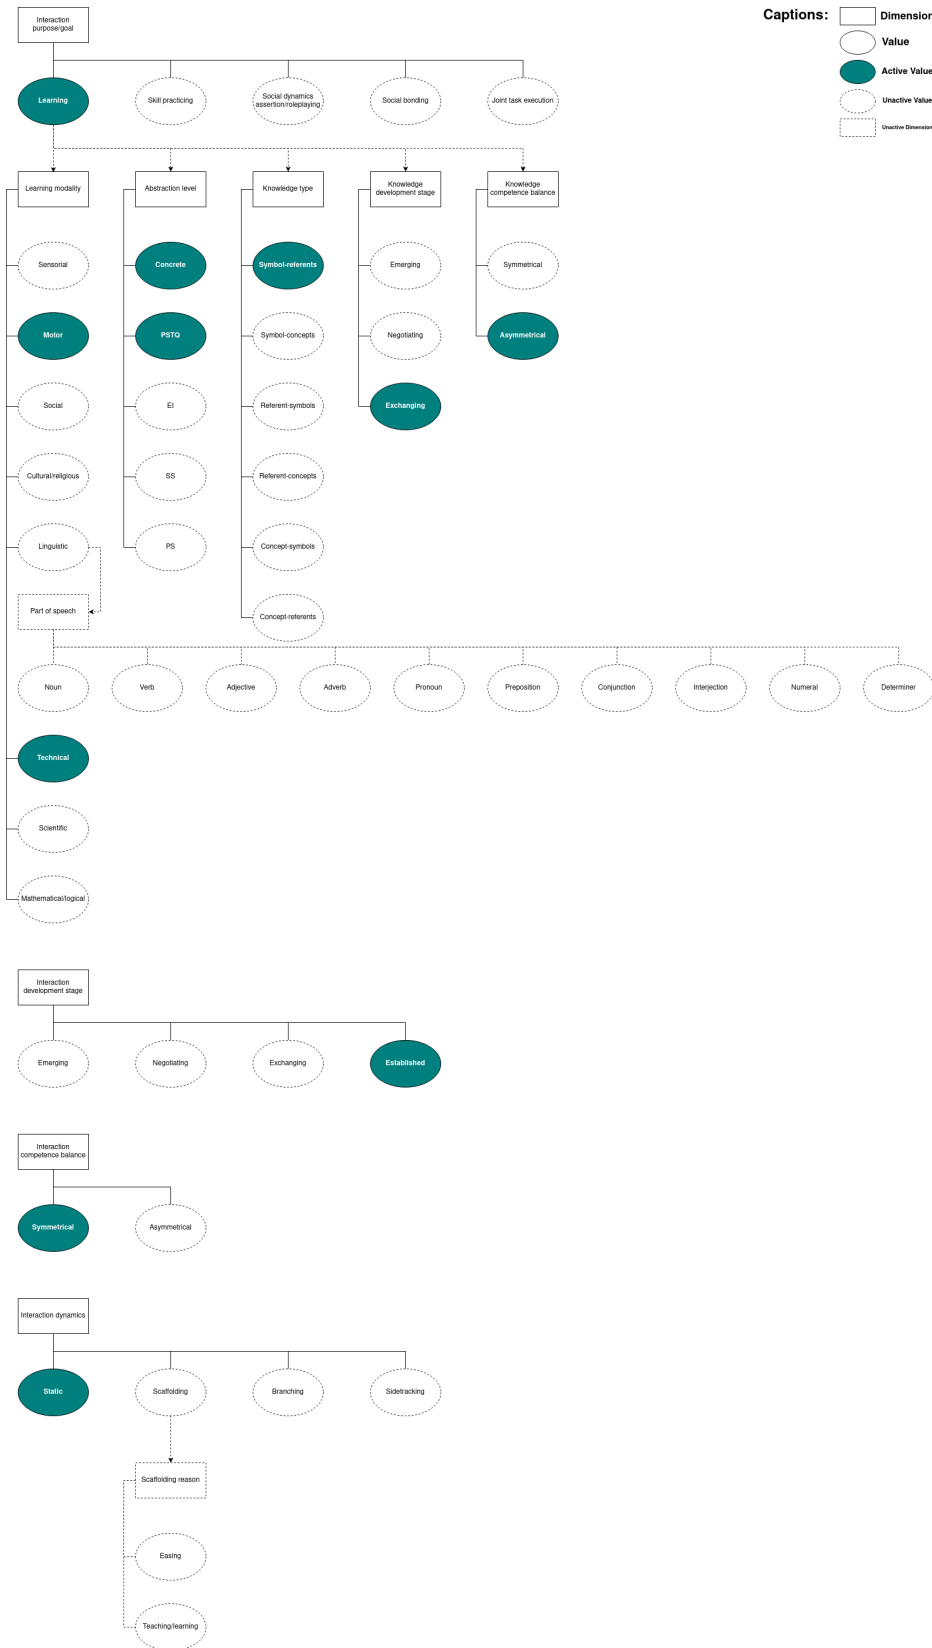 Interaction
purpose/goal
Captions:
Dimension
Value
Active Value
Unactive Value
Unactive Dimension
Learning
Skill practicing
Social dynamics
assertion/roleplaying
Social bonding
Joint task execution
Learning modality
Abstraction level
Knowledge type
Knowledge
development stage
Knowledge
competence balance
Sensorial
Concrete
Symbol-referents
Emerging
Symmetrical
Motor
PSTQ
Symbol-concepts
Negotiating
Asymmetrical
Social
EI
Referent-symbols
Exchanging
Cultural/religious
SS
Referent-concepts
Linguistic
PS
Concept-symbols
Part of speech
Concept-referents
Noun
Verb
Adjective
Adverb
Pronoun
Preposition
Conjunction
Interjection
Numeral
Determiner
Technical
Scientific
Mathematical/logical
Interaction
development stage
Emerging
Negotiating
Exchanging
Established
Interaction
competence balance
Symmetrical
Asymmetrical
Interaction dynamics
Static
Scaffolding
Branching
Sidetracking
Scaffolding reason
Easing
Teaching/learning